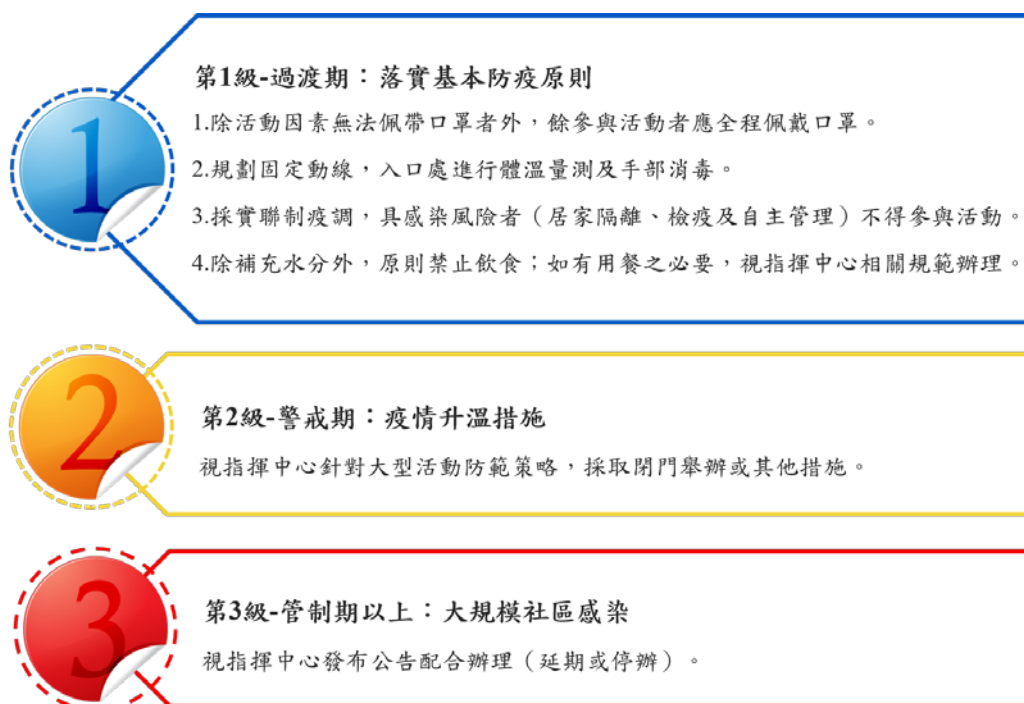 1
第1級-過渡期：落實基本防疫原則
1.除活動因素無法佩帶口罩者外，餘參與活動者應全程佩戴口罩。
2.規劃固定動線，入口處進行體溫量測及手部消毒。
3.採實聯制疫調，具感染風險者（居家隔離、檢疫及自主管理）不得參與活動。
4.除補充水分外，原則禁止飲食；如有用餐之必要，視指揮中心相關規範辦理。
2
第2級-警戒期：疫情升溫措施
視指揮中心針對大型活動防範策略，採取閉門舉辦或其他措施。
3
第3級-管制期以上：大規模社區感染
視指揮中心發布公告配合辦理（延期或停辦）。